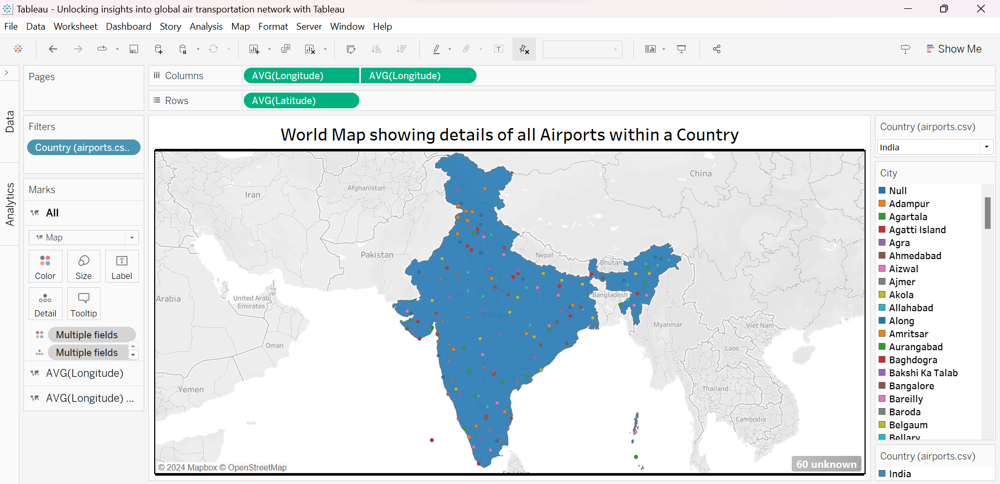 Tableau - Unlocking insights into global air transportation network with Tableau
File Data Worksheet Dashboard Story Analysis Map Format Server Window Help
Show Me
Data
Analytics
Pages
Filters
Country (airports.cs..
Marks
All
Map
Color
Size
Label
Detail
Tooltip
Multiple fields
Multiple fields
AVG(Longitude)
AVG(Longitude) ...
Columns
AVG(Longitude)
AVG(Longitude)
Rows
AVG(Latitude)
World Map showing details of all Airports within a Country
China
Afghanistan
Iran
Pakistan
Nepal
Bhutan
Bangladesh
Arabia
United Arab
Emirates
India
Myanmar
Viet Nam
Laos
Oman
Yemen
Thailand
Cambodia
Sri Lanka
© 2024 Mapbox © OpenStreetMap
60 unknown
Country (airports.csv)
India
City
Null
Adampur
Agartala
Agatti Island
Agra
Ahmedabad
Aizwal
Ajmer
Akola
Allahabad
Along
Amritsar
Aurangabad
Baghdogra
Bakshi Ka Talab
Bangalore
Bareilly
Baroda
Belgaum
Bellary
Country (airports.csv)
India